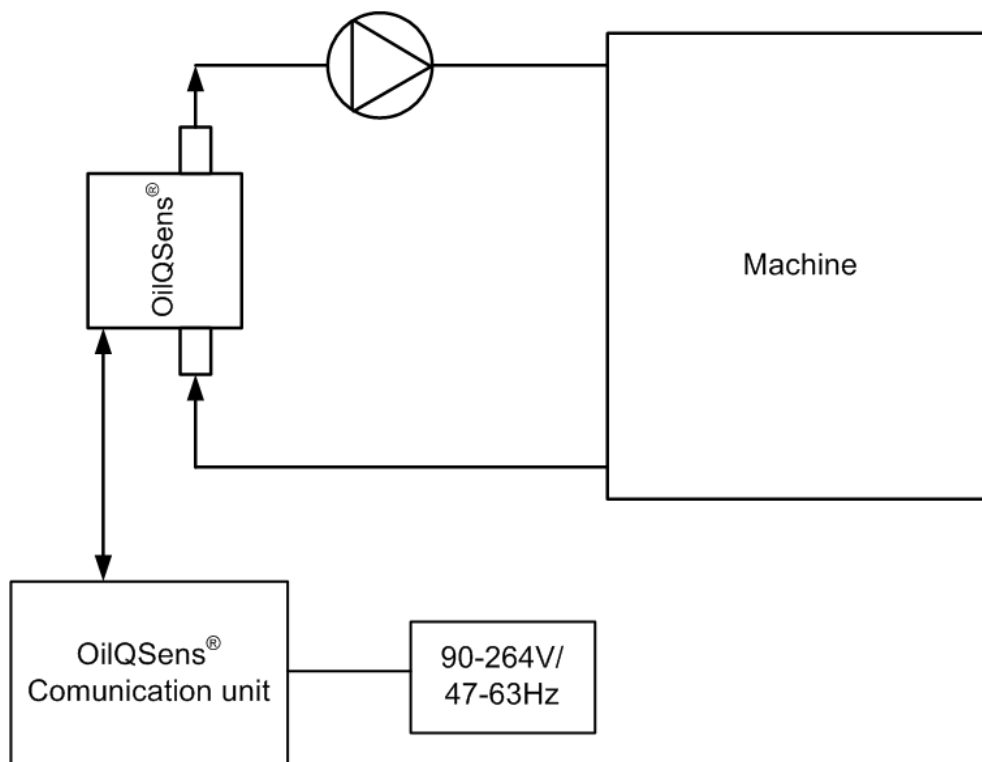 OilQSens®
Machine
OilQSens®
Comunication unit
90-264V/
47-63Hz